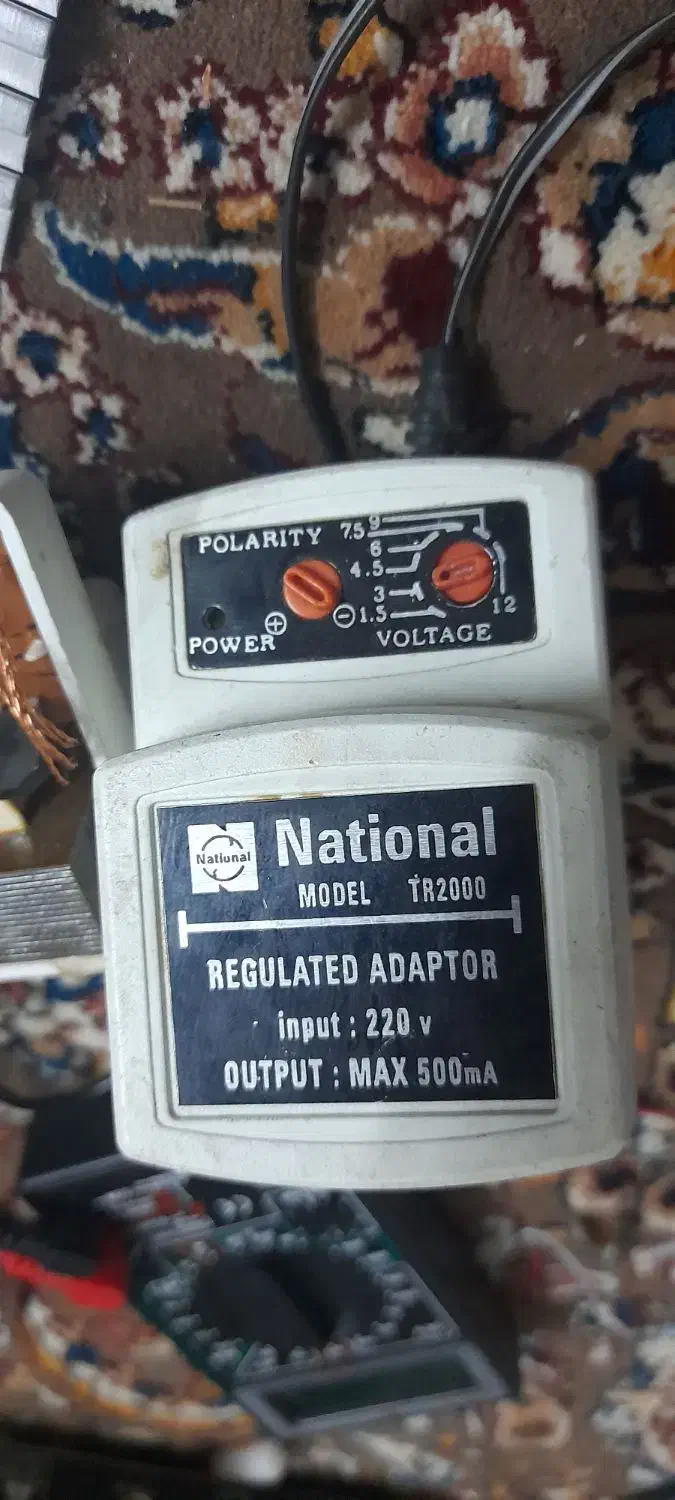 POLARITY
9
7.5
6
4.5
3
⊕ ⊖ 1.5 12
POWER VOLTAGE
National National
MODEL TR2000
REGULATED ADAPTOR
input : 220 v
OUTPUT : MAX 500mA